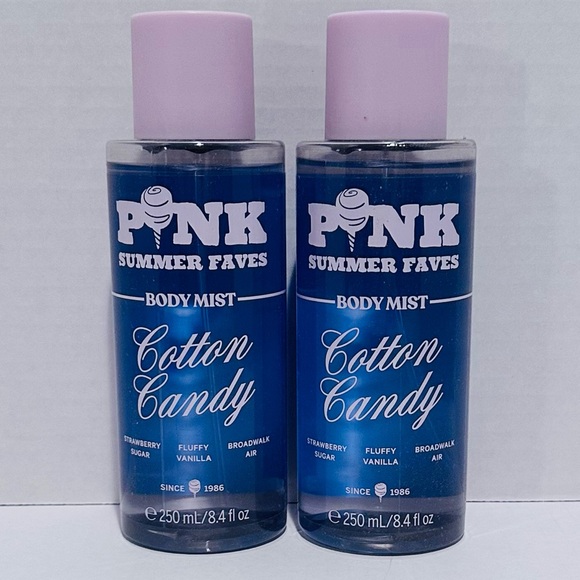 PINK
SUMMER FAVES
BODY MIST
Cotton
Candy
STRAWBERRY
SUGAR
FLUFFY
VANILLA
BROADWALK
AIR
SINCE 1986
℮ 250 mL/8.4 fl oz
PINK
SUMMER FAVES
BODY MIST
Cotton
Candy
STRAWBERRY
SUGAR
FLUFFY
VANILLA
BROADWALK
AIR
SINCE 1986
℮ 250 mL/8.4 fl oz